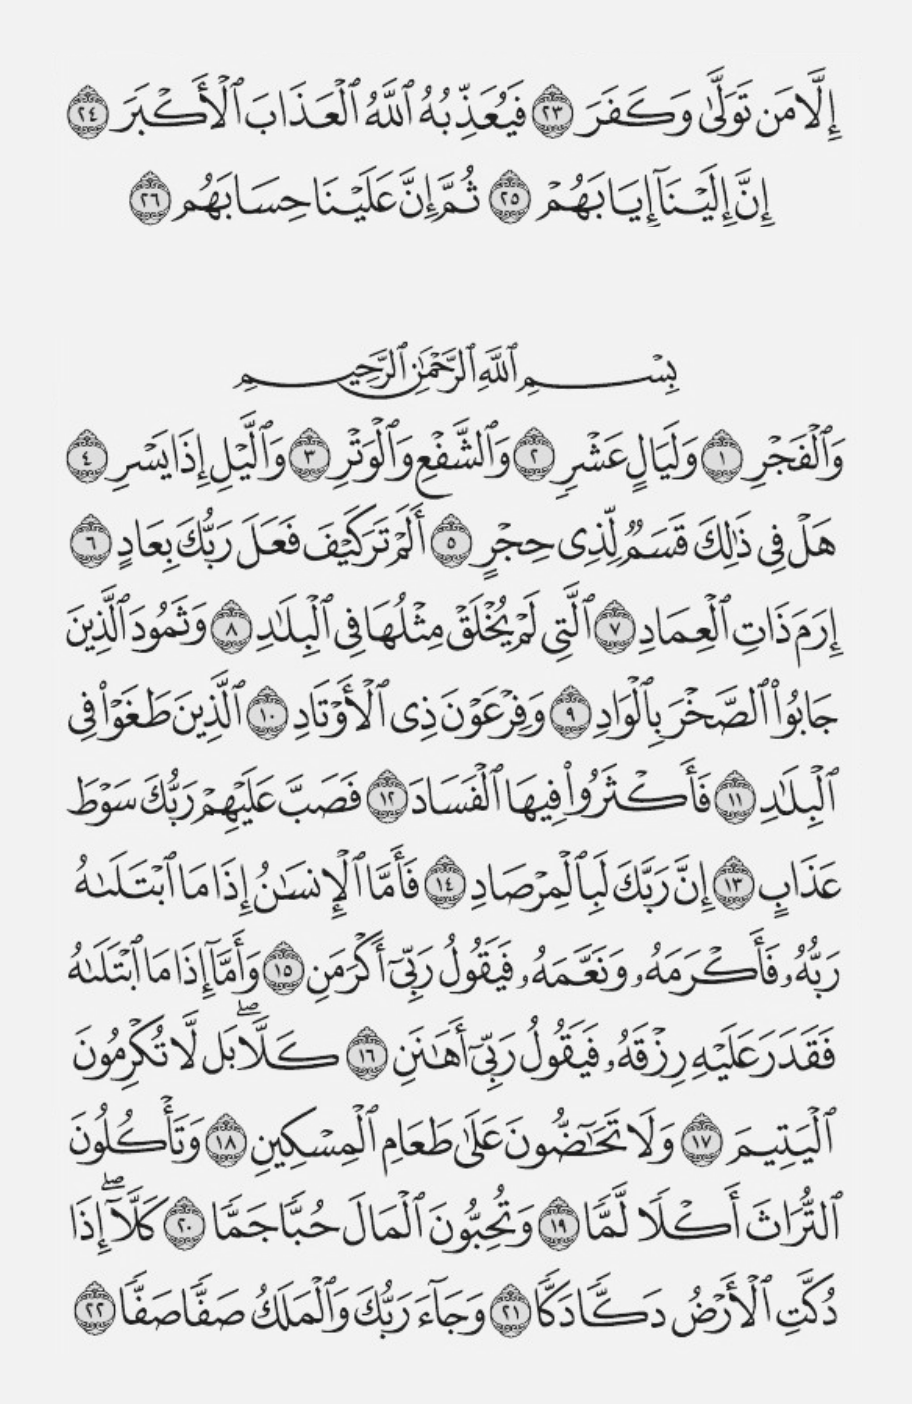 إِلَّا مَن تَوَلَّىٰ وَكَفَرَ ٢٣ فَيُعَذِّبُهُ ٱللَّهُ ٱلْعَذَابَ ٱلْأَكْبَرَ ٢٤
إِنَّ إِلَيْنَآ إِيَابَهُمْ ٢٥ ثُمَّ إِنَّ عَلَيْنَا حِسَابَهُم ٢٦
بِسْمِ ٱللَّهِ ٱلرَّحْمَٰنِ ٱلرَّحِيمِ
وَٱلْفَجْرِ ١ وَلَيَالٍ عَشْرٍ ٢ وَٱلشَّفْعِ وَٱلْوَتْرِ ٣ وَٱلَّيْلِ إِذَا يَسْرِ ٤
هَلْ فِى ذَٰلِكَ قَسَمٌ لِّذِى حِجْرٍ ٥ أَلَمْ تَرَ كَيْفَ فَعَلَ رَبُّكَ بِعَادٍ ٦
إِرَمَ ذَاتِ ٱلْعِمَادِ ٧ ٱلَّتِى لَمْ يُخْلَقْ مِثْلُهَا فِى ٱلْبِلَٰدِ ٨ وَثَمُودَ ٱلَّذِينَ
جَابُوا۟ ٱلصَّخْرَ بِٱلْوَادِ ٩ وَفِرْعَوْنَ ذِى ٱلْأَوْتَادِ ١٠ ٱلَّذِينَ طَغَوْا۟ فِى
ٱلْبِلَٰدِ ١١ فَأَكْثَرُوا۟ فِيهَا ٱلْفَسَادَ ١٢ فَصَبَّ عَلَيْهِمْ رَبُّكَ سَوْطَ
عَذَابٍ ١٣ إِنَّ رَبَّكَ لَبِٱلْمِرْصَادِ ١٤ فَأَمَّا ٱلْإِنسَٰنُ إِذَا مَا ٱبْتَلَىٰهُ
رَبُّهُۥ فَأَكْرَمَهُۥ وَنَعَّمَهُۥ فَيَقُولُ رَبِّىٓ أَكْرَمَنِ ١٥ وَأَمَّآ إِذَا مَا ٱبْتَلَىٰهُ
فَقَدَرَ عَلَيْهِ رِزْقَهُۥ فَيَقُولُ رَبِّىٓ أَهَٰنَنِ ١٦ كَلَّا ۖ بَل لَّا تُكْرِمُونَ
ٱلْيَتِيمَ ١٧ وَلَا تَحَٰٓضُّونَ عَلَىٰ طَعَامِ ٱلْمِسْكِينِ ١٨ وَتَأْكُلُونَ
ٱلتُّرَاثَ أَكْلًا لَّمًّا ١٩ وَتُحِبُّونَ ٱلْمَالَ حُبًّا جَمًّا ٢٠ كَلَّآ ۖ إِذَا
دُكَّتِ ٱلْأَرْضُ دَكًّا دَكًّا ٢١ وَجَآءَ رَبُّكَ وَٱلْمَلَكُ صَفًّا صَفًّا ٢٢